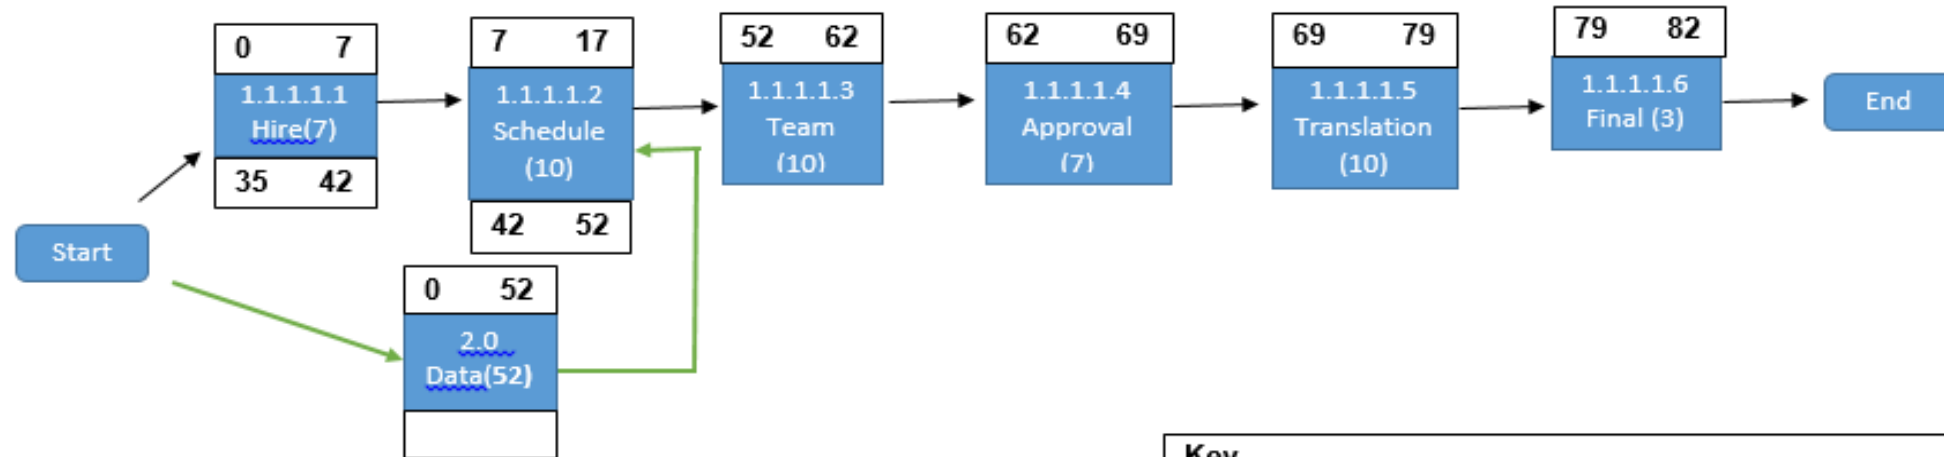 0 7
1.1.1.1.1
Hire(7)
35 42
7 17
1.1.1.1.2
Schedule
(10)
42 52
52 62
1.1.1.1.3
Team
(10)
62 69
1.1.1.1.4
Approval
(7)
69 79
1.1.1.1.5
Translation
(10)
79 82
1.1.1.1.6
Final (3)
End
Start
0 52
2.0
Data(52)
Key